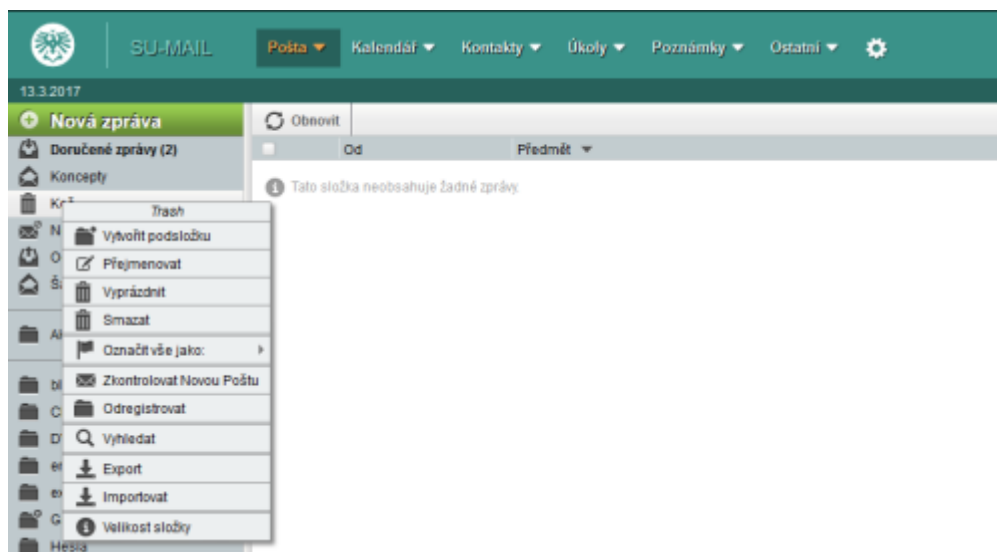 SU-MAIL
Pošta Kalendář Kontakty Úkoly Poznámky Ostatní
13.3.2017
Nová zpráva
Obnovit
Doručené zprávy (2)
Od Předmět
Koncepty
Tato složka neobsahuje žádné zprávy.
Trash
Vytvořit podsložku
Přejmenovat
Vyprázdnit
Smazat
Označit vše jako:
Zkontrolovat Novou Poštu
Odregistrovat
Vyhledat
Export
Importovat
Velikost složky
Hesla